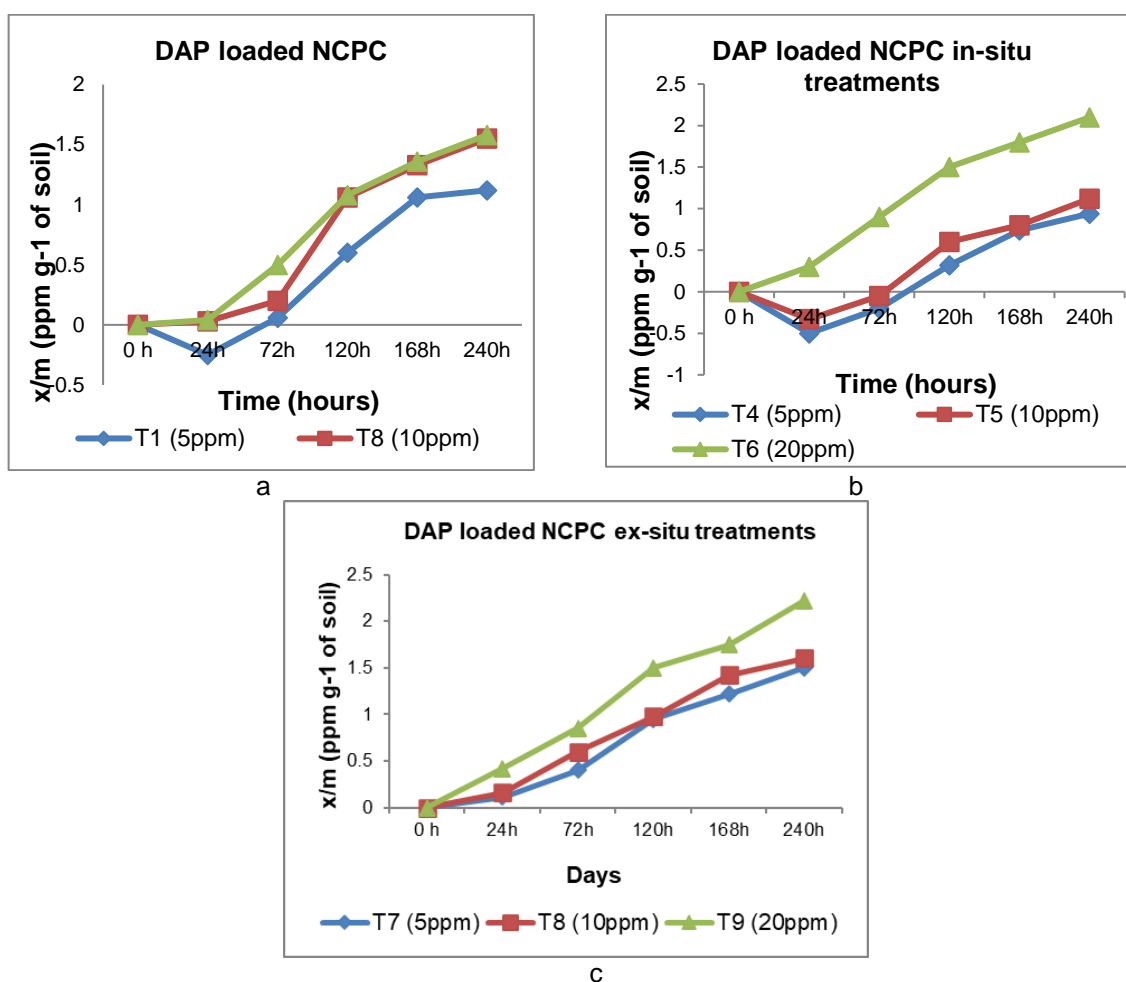 DAP loaded NCPC
2
1.5
1
0.5
0
-0.5
x/m (ppm g-1 of soil)
0 h 24h 72h 120h 168h 240h
Time (hours)
T1 (5ppm) T8 (10ppm)
a
DAP loaded NCPC in-situ
treatments
2.5
2
1.5
1
0.5
0
-0.5
-1
x/m (ppm g-1 of soil)
0 h 24h 72h 120h 168h 240h
Time (hours)
T4 (5ppm) T5 (10ppm)
T6 (20ppm)
b
DAP loaded NCPC ex-situ treatments
2.5
2
1.5
1
0.5
0
x/m (ppm g-1 of soil)
0 h 24h 72h 120h 168h 240h
Days
T7 (5ppm) T8 (10ppm) T9 (20ppm)
c